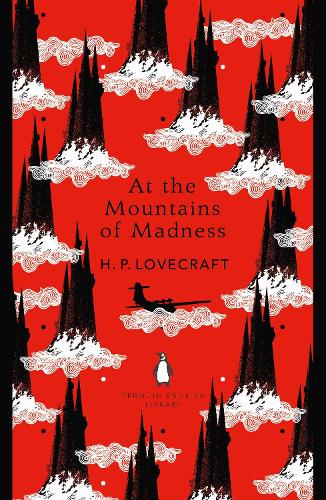 At the
Mountains
of Madness
H. P. LOVECRAFT
PENGUIN ENGLISH
LIBRARY